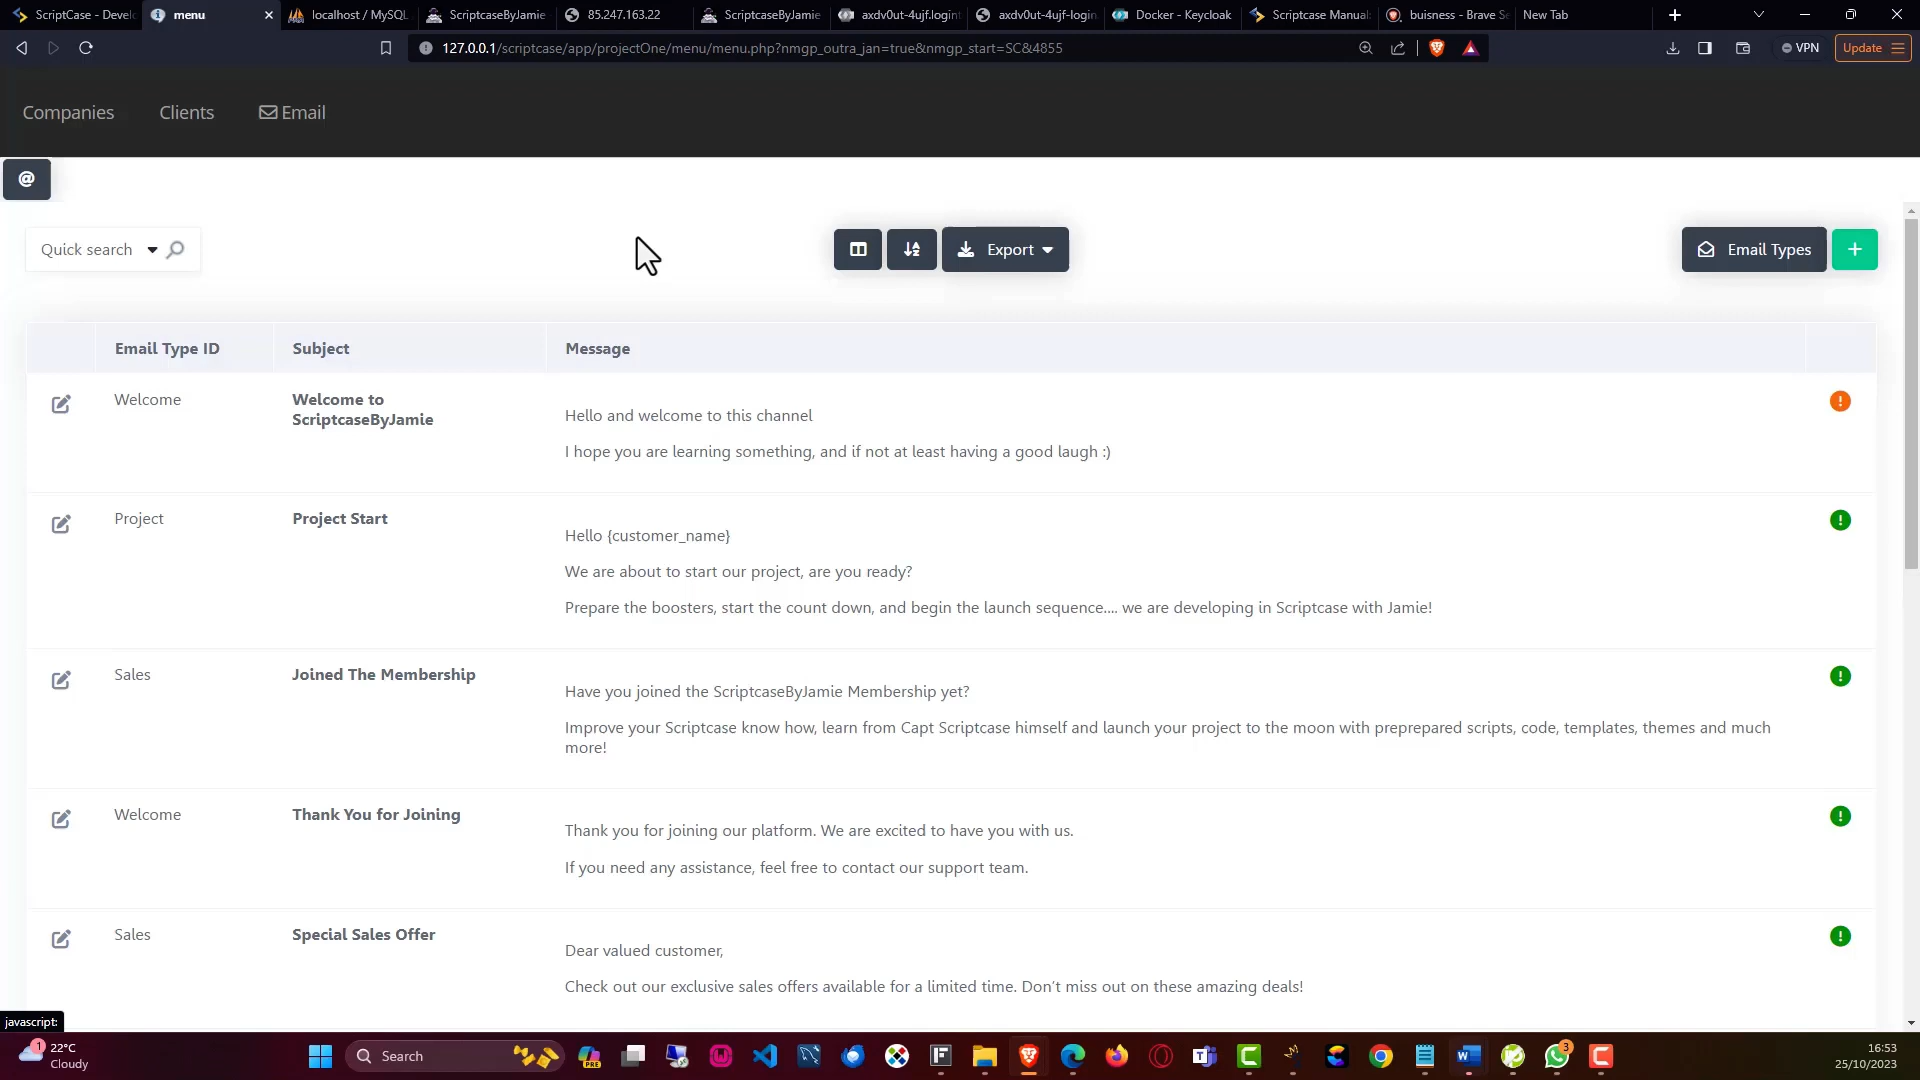 ScriptCase - Develo
menu
localhost / MySQL
ScriptcaseByJamie
85.247.163.22
ScriptcaseByJamie
axdv0ut-4ujf.logint
axdv0ut-4ujf-login.
Docker - Keycloak
Scriptcase Manual
buisness - Brave Se
New Tab
127.0.0.1/scriptcase/app/projectOne/menu/menu.php?nmgp_outra_jan=true&nmgp_start=SC&4855
VPN
Update
Companies
Clients
Email
@
Quick search
Export
Email Types
+
Email Type ID
Subject
Message
Welcome
Welcome to
ScriptcaseByJamie
Hello and welcome to this channel
I hope you are learning something, and if not at least having a good laugh :)
Project
Project Start
Hello {customer_name}
We are about to start our project, are you ready?
Prepare the boosters, start the count down, and begin the launch sequence.... we are developing in Scriptcase with Jamie!
Sales
Joined The Membership
Have you joined the ScriptcaseByJamie Membership yet?
Improve your Scriptcase know how, learn from Capt Scriptcase himself and launch your project to the moon with preprepared scripts, code, templates, themes and much
more!
Welcome
Thank You for Joining
Thank you for joining our platform. We are excited to have you with us.
If you need any assistance, feel free to contact our support team.
Sales
Special Sales Offer
Dear valued customer,
Check out our exclusive sales offers available for a limited time. Don't miss out on these amazing deals!
javascript:
1
22°C
Cloudy
Search
PRE
3
16:53
25/10/2023